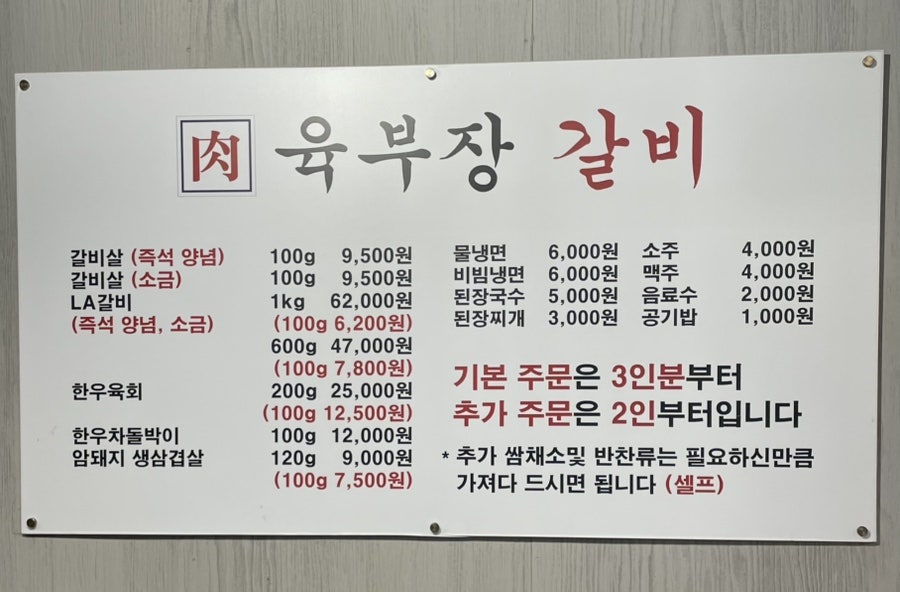 肉 육부장 갈비
갈비살 (즉석 양념) 100g 9,500원
갈비살 (소금) 100g 9,500원
LA갈비 1kg 62,000원
(즉석 양념, 소금) (100g 6,200원)
600g 47,000원
(100g 7,800원)
한우육회 200g 25,000원
(100g 12,500원)
한우차돌박이 100g 12,000원
암돼지 생삼겹살 120g 9,000원
(100g 7,500원)
물냉면 6,000원 소주 4,000원
비빔냉면 6,000원 맥주 4,000원
된장국수 5,000원 음료수 2,000원
된장찌개 3,000원 공기밥 1,000원
기본 주문은 3인분부터
추가 주문은 2인부터입니다
* 추가 쌈채소및 반찬류는 필요하신만큼
가져다 드시면 됩니다 (셀프)